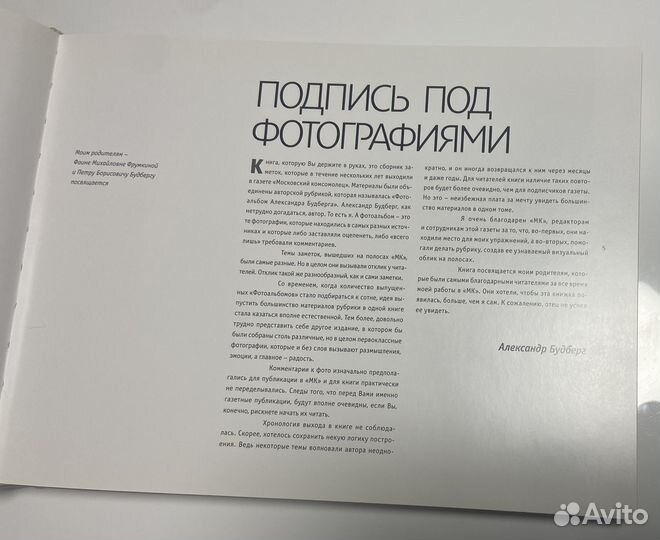 Моим родителям –
Фаине Михайловне Фрумкиной
и Петру Борисовичу Будбергу
посвящается
ПОДПИСЬ ПОД
ФОТОГРАФИЯМИ
Книга, которую Вы держите в руках, это сборник за-
меток, которые в течение нескольких лет выходили
в газете «Московский комсомолец». Материалы были объ-
единены авторской рубрикой, которая называлась «Фото-
альбом Александра Будберга». Александр Будберг, как
нетрудно догадаться, автор. То есть я. А фотоальбом – это
те фотографии, которые находились в самых разных источ-
никах и которые либо заставляли оцепенеть, либо «всего
лишь» требовали комментариев.
Темы заметок, вышедших на полосах «МК»,
были самые разные. Но в целом они вызывали отклик у чита-
телей. Отклик такой же разнообразный, как и сами заметки.
Со временем, когда количество выпущен-
ных «Фотоальбомов» стало подбираться к сотне, идея вы-
пустить большинство материалов рубрики в одной книге
стала казаться вполне естественной. Тем более, довольно
трудно представить себе другое издание, в котором бы
были собраны столь различные, но в целом первоклассные
фотографии, которые и без слов вызывают размышления,
эмоции, а главное – радость.
Комментарии к фото изначально предпола-
гались для публикации в «МК» и для книги практически
не переделывались. Следы того, что перед Вами именно
газетные публикации, будут вполне очевидны, если Вы,
конечно, рискнете начать их читать.
Хронология выхода в книге не соблюда-
лась. Скорее, хотелось сохранить некую логику постро-
ения. Ведь некоторые темы волновали автора неодно-
кратно, и он иногда возвращался к ним через месяцы
и даже годы. Для читателей книги наличие таких повто-
ров будет более очевидно, чем для подписчиков газеты.
Но это – неизбежная плата за мечту увидеть большин-
ство материалов в одном томе.
Я очень благодарен «МК», редакторам
и сотрудникам этой газеты за то, что, во-первых, они на-
ходили место для моих упражнений, а во-вторых, помо-
гали делать рубрику, создав ее узнаваемый визуальный
облик на полосах.
5
Книга посвящается моим родителям, кото-
рые были самыми благодарными читателями за все время
моей работы в «МК». Они хотели, чтобы эта книжка по-
явилась, больше, чем я сам. К сожалению, отец не успел
ее увидеть.
Александр Будберг
Avito